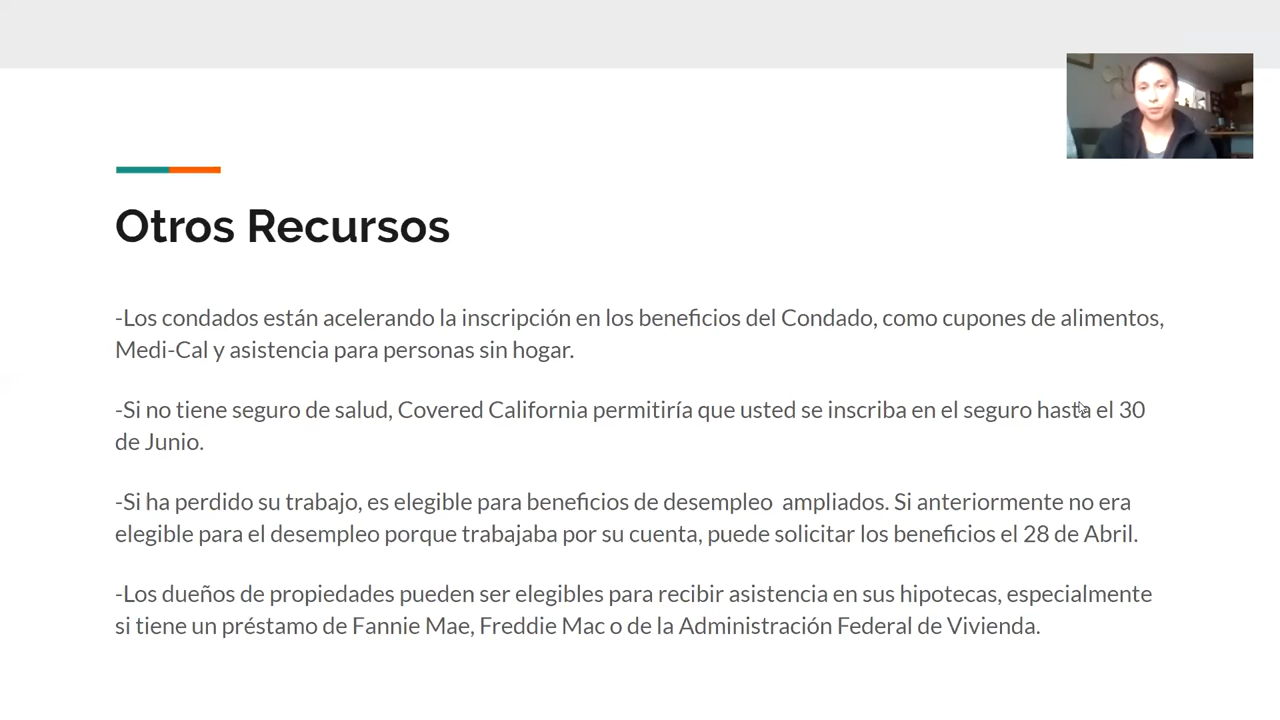 Otros Recursos
-Los condados están acelerando la inscripción en los beneficios del Condado, como cupones de alimentos,
Medi-Cal y asistencia para personas sin hogar.
-Si no tiene seguro de salud, Covered California permitiría que usted se inscriba en el seguro hasta el 30
de Junio.
-Si ha perdido su trabajo, es elegible para beneficios de desempleo  ampliados. Si anteriormente no era
elegible para el desempleo porque trabajaba por su cuenta, puede solicitar los beneficios el 28 de Abril.
-Los dueños de propiedades pueden ser elegibles para recibir asistencia en sus hipotecas, especialmente
si tiene un préstamo de Fannie Mae, Freddie Mac o de la Administración Federal de Vivienda.